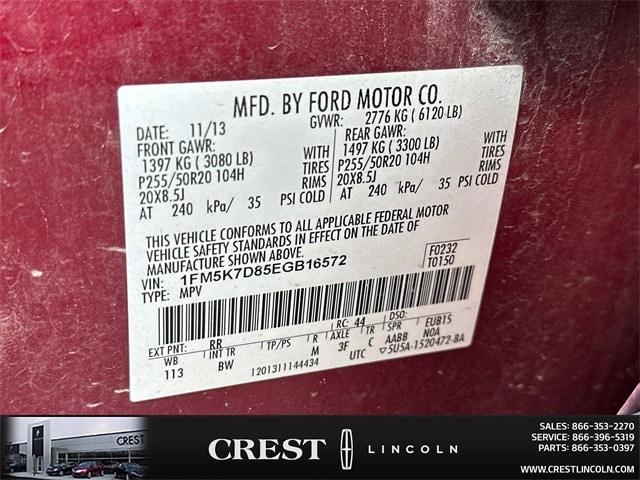 MFD. BY FORD MOTOR CO.
DATE: 11/13 GVWR: 2776 KG ( 6120 LB)
FRONT GAWR: REAR GAWR:
1397 KG ( 3080 LB) WITH 1497 KG ( 3300 LB) WITH
P255/50R20 104H TIRES P255/50R20 104H TIRES
20X8.5J RIMS 20X8.5J RIMS
AT 240 kPa/ 35 PSI COLD AT 240 kPa/ 35 PSI COLD
THIS VEHICLE CONFORMS TO ALL APPLICABLE FEDERAL MOTOR
VEHICLE SAFETY STANDARDS IN EFFECT ON THE DATE OF
MANUFACTURE SHOWN ABOVE.
VIN: 1FM5K7D85EGB16572 F0232
TYPE: MPV T0150
EXT PNT: RR RC: 44 DSO:
WB INT TR TP/PS R AXLE TR SPR EUB1S
113 BW M 3F C AABB NOA
1201311144434 UTC 5U5A-1520472-BA
CREST
CREST LINCOLN
SALES: 866-353-2270
SERVICE: 866-396-5319
PARTS: 866-353-0397
WWW.CRESTLINCOLN.COM